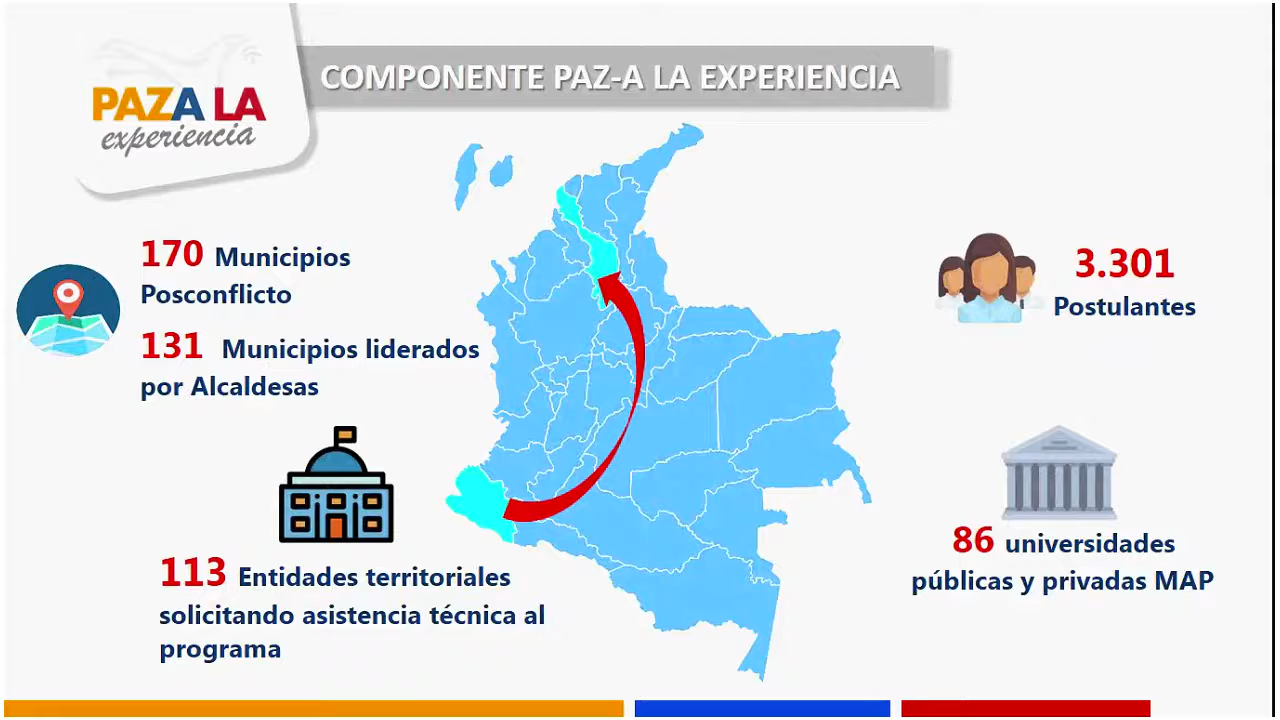 PAZA LA
experiencia
COMPONENTE PAZ-A LA EXPERIENCIA
170 Municipios
Posconflicto
131 Municipios liderados
por Alcaldesas
113 Entidades territoriales
solicitando asistencia técnica al
programa
3.301
Postulantes
86 universidades
públicas y privadas MAP